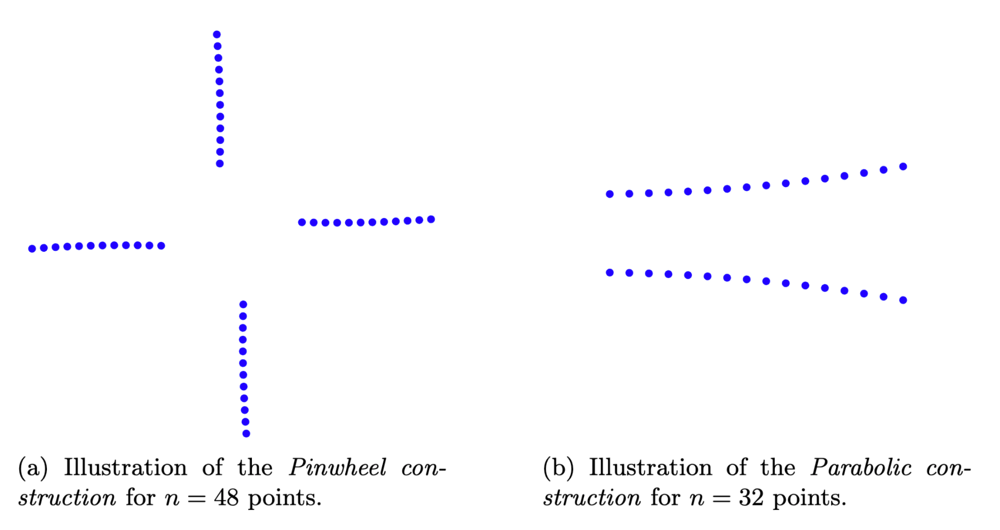 (a) Illustration of the Pinwheel con-
struction for n = 48 points.
(b) Illustration of the Parabolic con-
struction for n = 32 points.